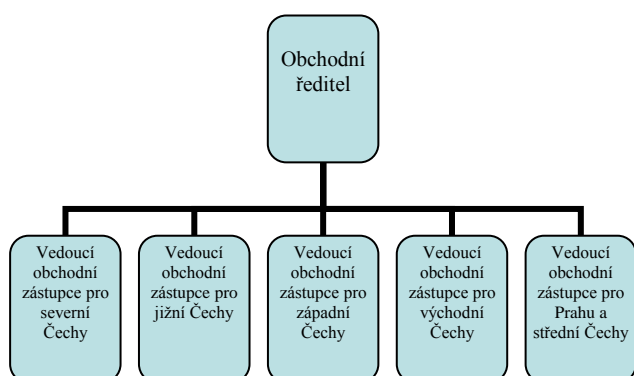 Obchodní
ředitel
Vedoucí
obchodní
zástupce pro
severní
Čechy
Vedoucí
obchodní
zástupce pro
jižní Čechy
Vedoucí
obchodní
zástupce pro
západní
Čechy
Vedoucí
obchodní
zástupce pro
východní
Čechy
Vedoucí
obchodní
zástupce pro
Prahu a
střední Čechy